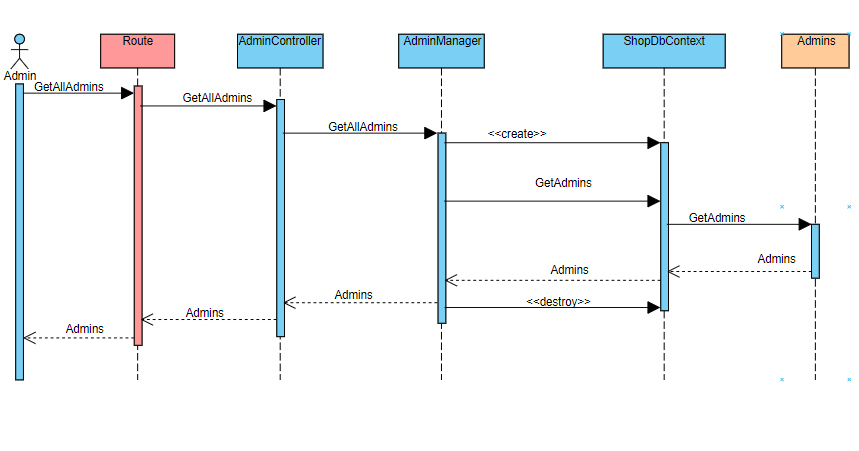 Route
AdminController
AdminManager
ShopDbContext
Admins
Admin
GetAllAdmins
GetAllAdmins
GetAllAdmins
<<create>>
GetAdmins
GetAdmins
Admins
Admins
Admins
<<destroy>>
Admins
Admins